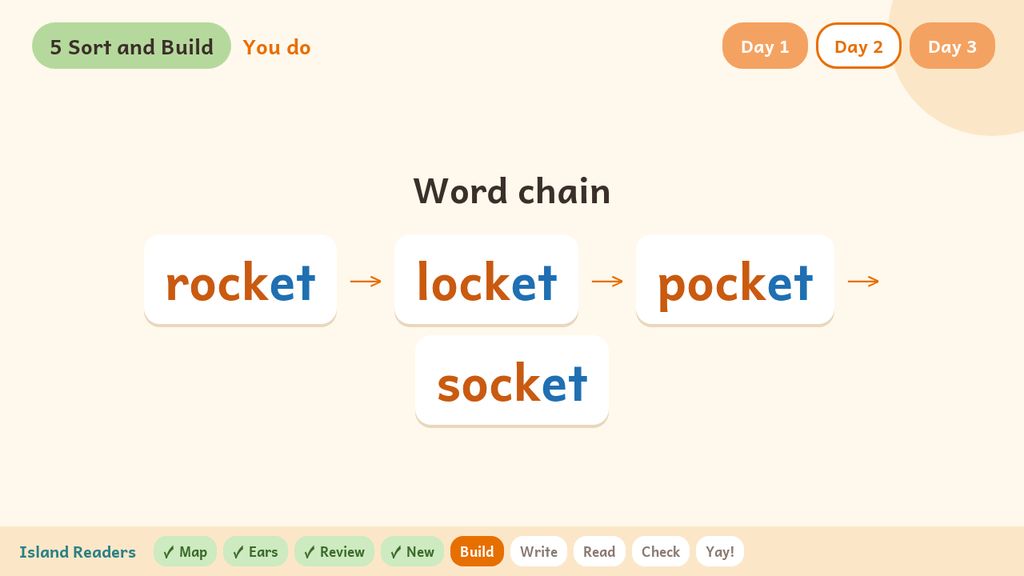 5 Sort and Build You do Day 1 Day 2 Day 3
Word chain
rocket → locket → pocket →
socket
Island Readers ✓ Map ✓ Ears ✓ Review ✓ New Build Write Read Check Yay!